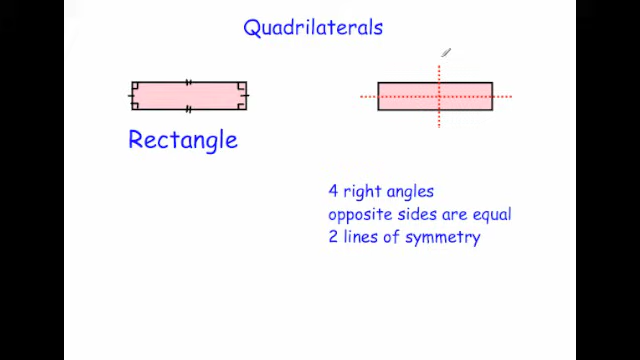 Quadrilaterals
Rectangle
4 right angles
opposite sides are equal
2 lines of symmetry